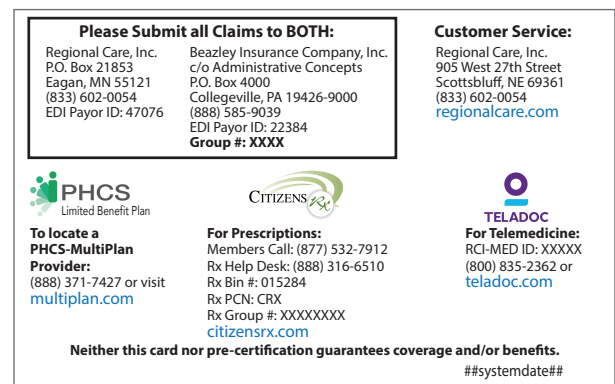 Please Submit all Claims to BOTH:
Regional Care, Inc.
P.O. Box 21853
Eagan, MN 55121
(833) 602-0054
EDI Payor ID: 47076
Beazley Insurance Company, Inc.
c/o Administrative Concepts
P.O. Box 4000
Collegeville, PA 19426-9000
(888) 585-9039
EDI Payor ID: 22384
Group #: XXXX
Customer Service:
Regional Care, Inc.
905 West 27th Street
Scottsbluff, NE 69361
(833) 602-0054
regionalcare.com
PHCS
Limited Benefit Plan
To locate a
PHCS-MultiPlan
Provider:
(888) 371-7427 or visit
multiplan.com
CITIZENS Rx
For Prescriptions:
Members Call: (877) 532-7912
Rx Help Desk: (888) 316-6510
Rx Bin #: 015284
Rx PCN: CRX
Rx Group #: XXXXXXXX
citizensrx.com
TELADOC
For Telemedicine:
RCI-MED ID: XXXXX
(800) 835-2362 or
teladoc.com
Neither this card nor pre-certification guarantees coverage and/or benefits.
##systemdate##